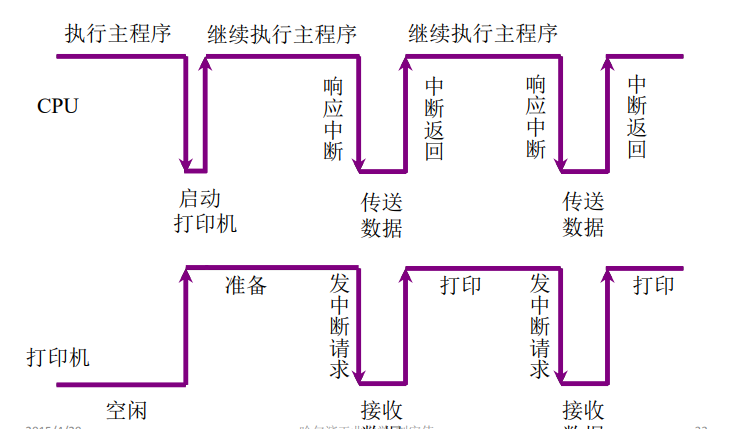 执行主程序 继续执行主程序 继续执行主程序
CPU
响应中断
中断返回
响应中断
中断返回
启动
打印机
传送
数据
传送
数据
准备
发中断请求
打印
发中断请求
打印
打印机
空闲
接收
接收